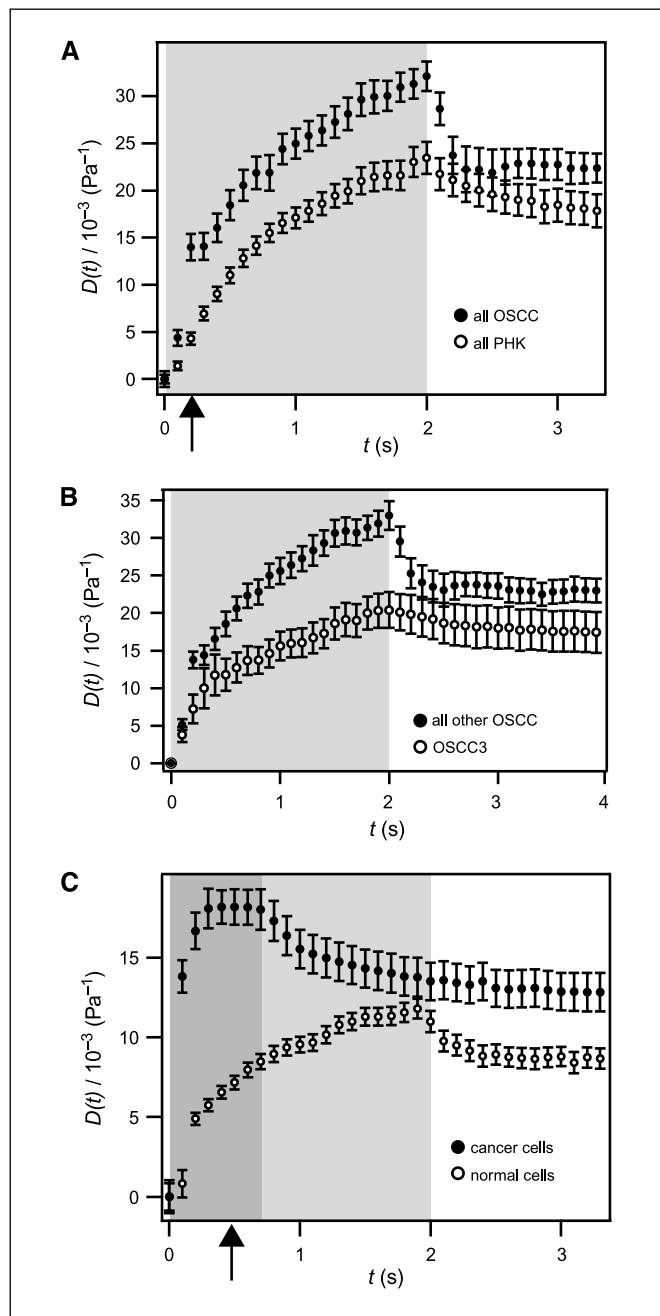 A
D(t) / 10⁻³ (Pa⁻¹)
30
25
20
15
10
5
0
all OSCC
all PHK
0 1 2 3
t (s)
B
D(t) / 10⁻³ (Pa⁻¹)
35
30
25
20
15
10
5
0
all other OSCC
OSCC3
0 1 2 3 4
t (s)
C
D(t) / 10⁻³ (Pa⁻¹)
15
10
5
0
cancer cells
normal cells
0 1 2 3
t (s)